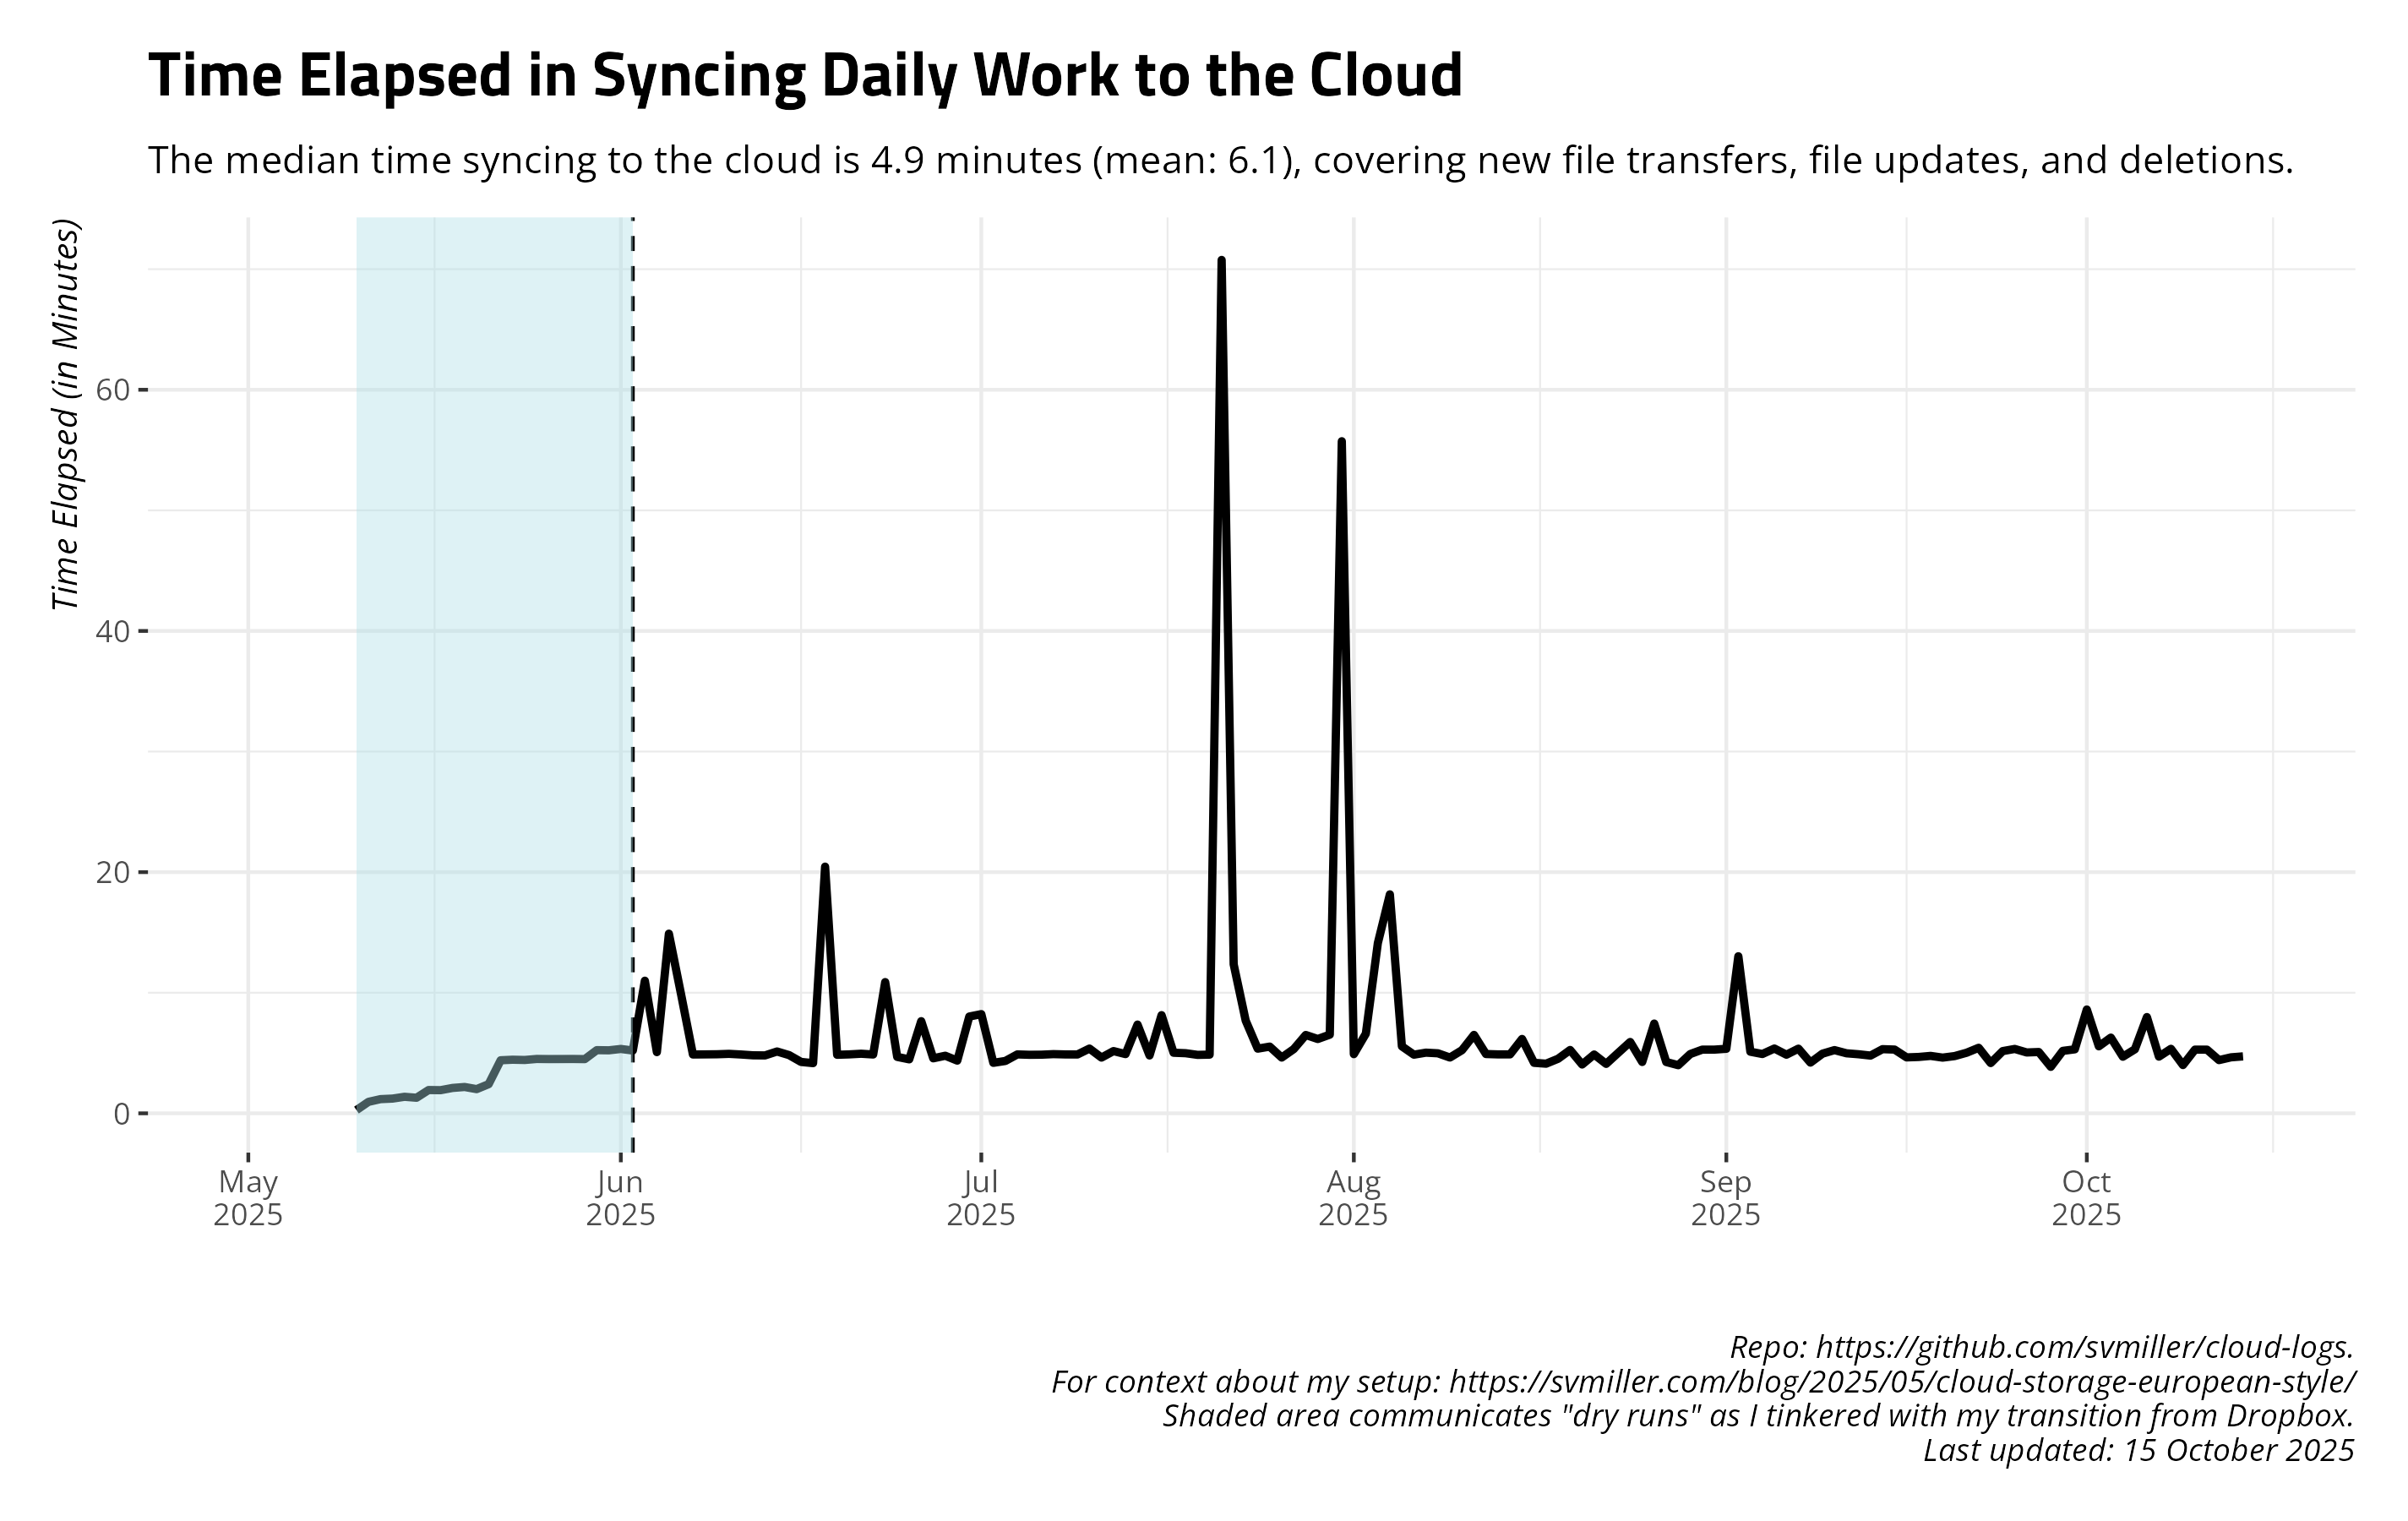 Time Elapsed in Syncing Daily Work to the Cloud
The median time syncing to the cloud is 4.9 minutes (mean: 6.1), covering new file transfers, file updates, and deletions.
Time Elapsed (in Minutes)
60
40
20
0
May
2025
Jun
2025
Jul
2025
Aug
2025
Sep
2025
Oct
2025
Repo: https://github.com/svmiller/cloud-logs.
For context about my setup: https://svmiller.com/blog/2025/05/cloud-storage-european-style/
Shaded area communicates "dry runs" as I tinkered with my transition from Dropbox.
Last updated: 15 October 2025